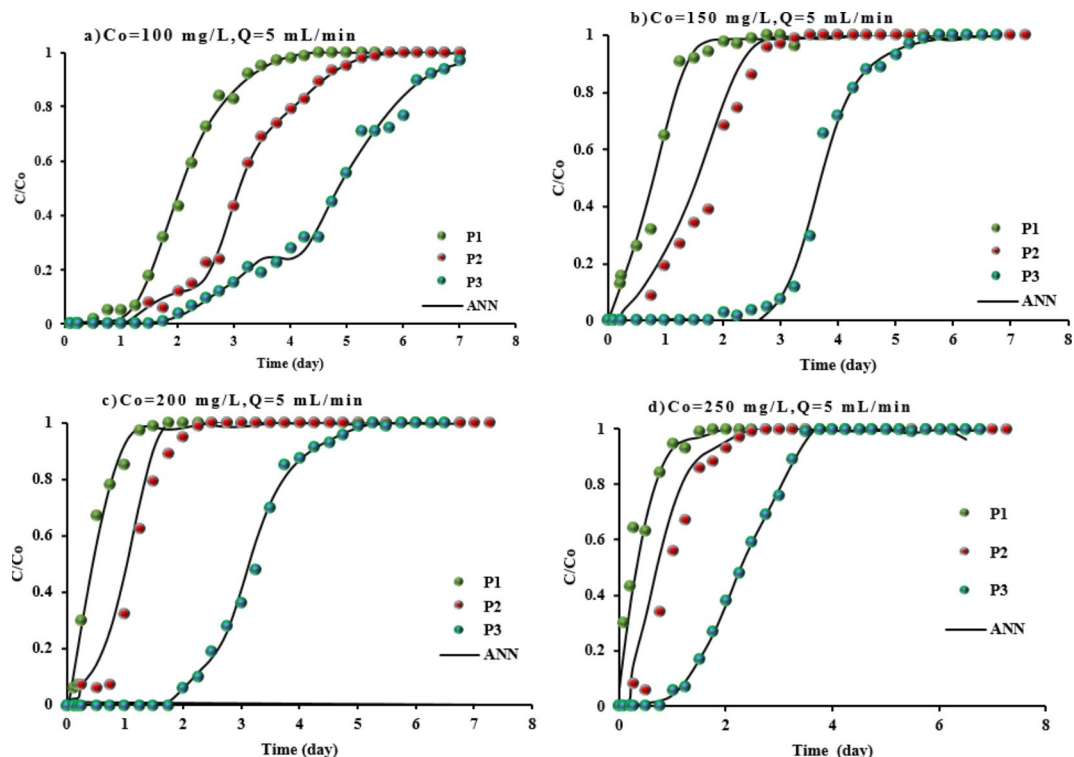 a)Co=100 mg/L,Q=5 mL/min
1
0.8
0.6
0.4
0.2
0
C/Co
P1
P2
P3
ANN
0 1 2 3 4 5 6 7 8
Time (day)
b)Co=150 mg/L,Q=5 mL/min
1
0.8
0.6
0.4
0.2
0
C/Co
P1
P2
P3
ANN
0 1 2 3 4 5 6 7 8
Time (day)
c)Co=200 mg/L,Q=5 mL/min
1
0.8
0.6
0.4
0.2
0
C/Co
P1
P2
P3
ANN
0 1 2 3 4 5 6 7 8
Time (day)
d)Co=250 mg/L,Q=5 mL/min
1
0.8
0.6
0.4
0.2
0
C/Co
P1
P2
P3
ANN
0 2 4 6 8
Time (day)